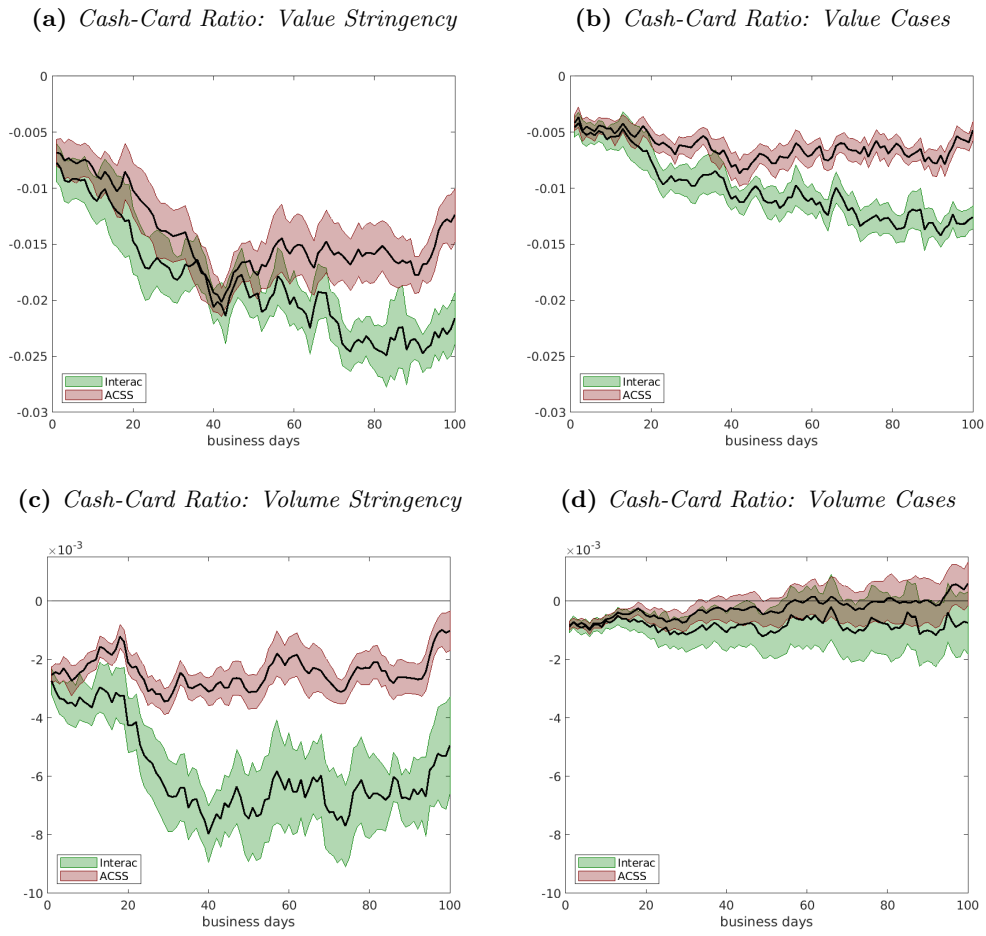 (a) Cash-Card Ratio: Value Stringency
0
-0.005
-0.01
-0.015
-0.02
-0.025
-0.03
Interac
ACSS
0 20 40 60 80 100
business days
(b) Cash-Card Ratio: Value Cases
0
-0.005
-0.01
-0.015
-0.02
-0.025
-0.03
Interac
ACSS
0 20 40 60 80 100
business days
(c) Cash-Card Ratio: Volume Stringency
×10⁻³
0
-2
-4
-6
-8
-10
Interac
ACSS
0 20 40 60 80 100
business days
(d) Cash-Card Ratio: Volume Cases
×10⁻³
0
-2
-4
-6
-8
-10
Interac
ACSS
0 20 40 60 80 100
business days